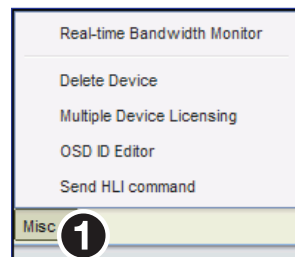 Real-time Bandwidth Monitor
Delete Device
Multiple Device Licensing
OSD ID Editor
Send HLI command
Misc
1